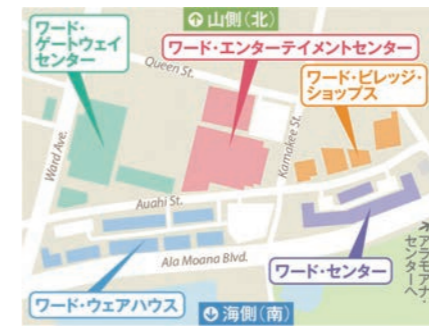 山側(北)
ワード・
ゲートウェイ
センター
ワード・エンターテイメントセンター
ワード・ビレッジ・
ショップス
Queen St.
Kamakee St.
Ward Ave.
Auahi St.
Ala Moana Blvd.
アラモアナ・
センターへ
ワード・センター
ワード・ウェアハウス
海側(南)